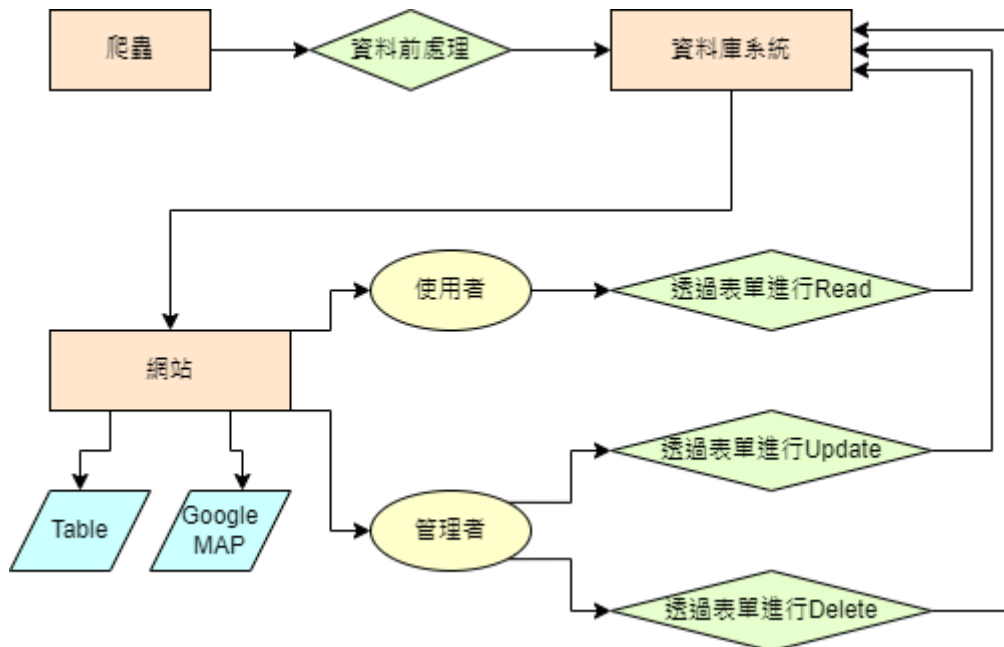 爬蟲
資料前處理
資料庫系統
使用者
透過表單進行Read
網站
透過表單進行Update
Table
Google
MAP
管理者
透過表單進行Delete